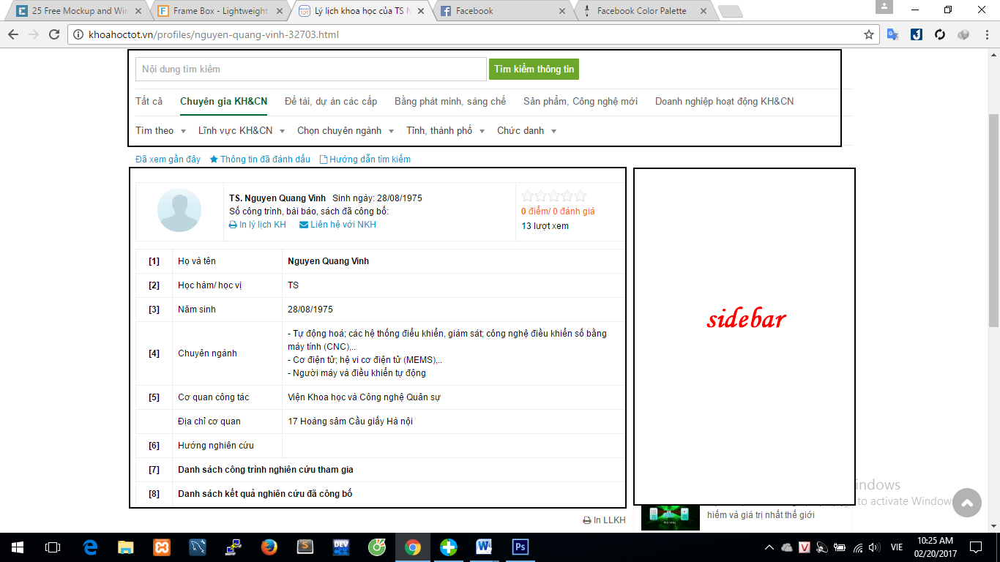 25 Free Mockup and Wir
Frame Box - Lightweight
Lý lịch khoa học của TS N
Facebook
Facebook Color Palette
khoahoctot.vn/profiles/nguyen-quang-vinh-32703.html
Nội dung tìm kiếm
Tìm kiếm thông tin
Tất cả
Chuyên gia KH&CN
Đề tài, dự án các cấp
Bằng phát minh, sáng chế
Sản phẩm, Công nghệ mới
Doanh nghiệp hoạt động KH&CN
Tìm theo
Lĩnh vực KH&CN
Chọn chuyên ngành
Tỉnh, thành phố
Chức danh
Đã xem gần đây
Thông tin đã đánh dấu
Hướng dẫn tìm kiếm
TS. Nguyen Quang Vinh Sinh ngày: 28/08/1975
Số công trình, bài báo, sách đã công bố:
In lý lịch KH
Liên hệ với NKH
0 điểm/ 0 đánh giá
13 lượt xem
[1] Họ và tên Nguyen Quang Vinh
[2] Học hàm/ học vị TS
[3] Năm sinh 28/08/1975
[4] Chuyên ngành
- Tự động hoá; các hệ thống điểu khiển, giám sát; công nghệ điều khiển số bằng
máy tính (CNC),..
- Cơ điện tử; hệ vi cơ điện tử (MEMS),..
- Người máy và điều khiển tự động
[5] Cơ quan công tác Viện Khoa học và Công nghệ Quân sự
Địa chỉ cơ quan 17 Hoàng sâm Cầu giấy Hà nội
[6] Hướng nghiên cứu
[7] Danh sách công trình nghiên cứu tham gia
[8] Danh sách kết quả nghiên cứu đã công bố
In LLKH
sidebar
indows
to activate Windows
hiếm và giá trị nhất thế giới
VIE
10:25 AM
02/20/2017